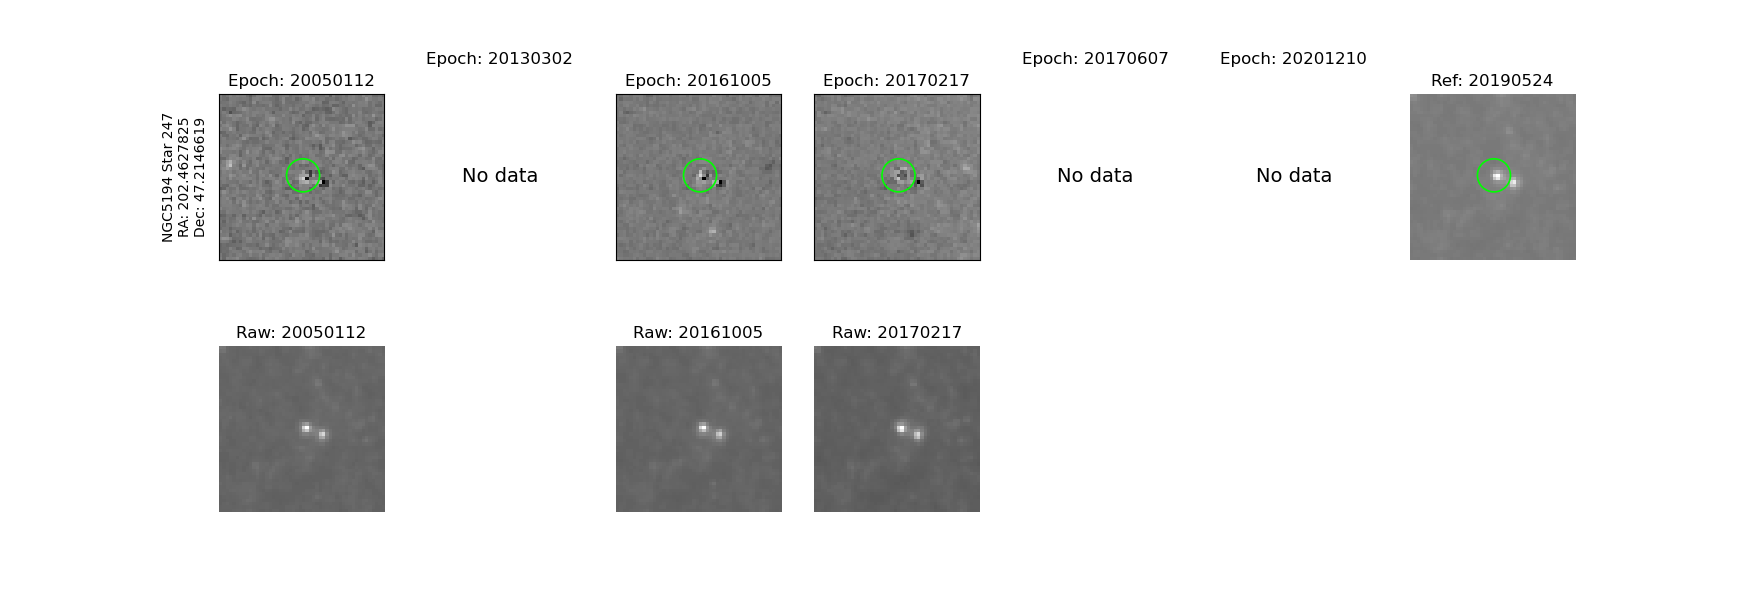 Epoch: 20130302
Epoch: 20170607
Epoch: 20201210
Epoch: 20050112
Epoch: 20161005
Epoch: 20170217
Ref: 20190524
NGC5194 Star 247
RA: 202.4627825
Dec: 47.2146619
No data
No data
No data
Raw: 20050112
Raw: 20161005
Raw: 20170217